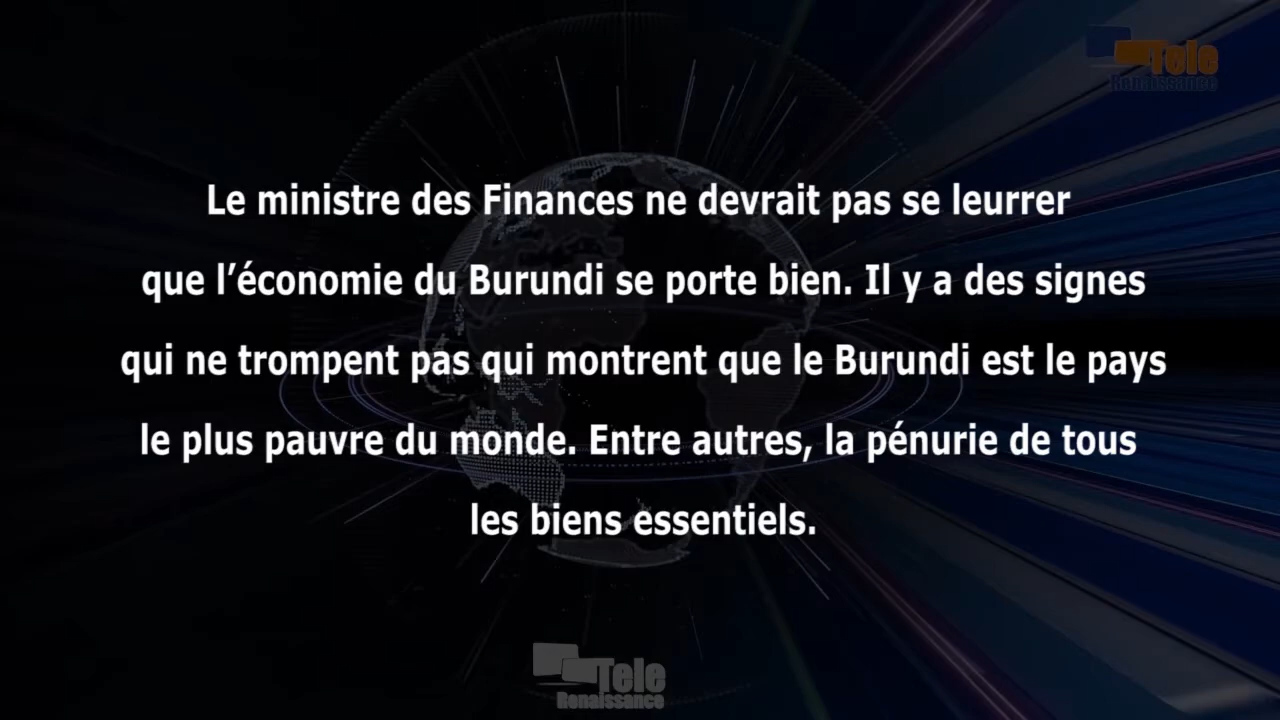 Tele
Renaissance
Le ministre des Finances ne devrait pas se leurrer
que l’économie du Burundi se porte bien. Il y a des signes
qui ne trompent pas qui montrent que le Burundi est le pays
le plus pauvre du monde. Entre autres, la pénurie de tous
les biens essentiels.
Tele
Renaissance